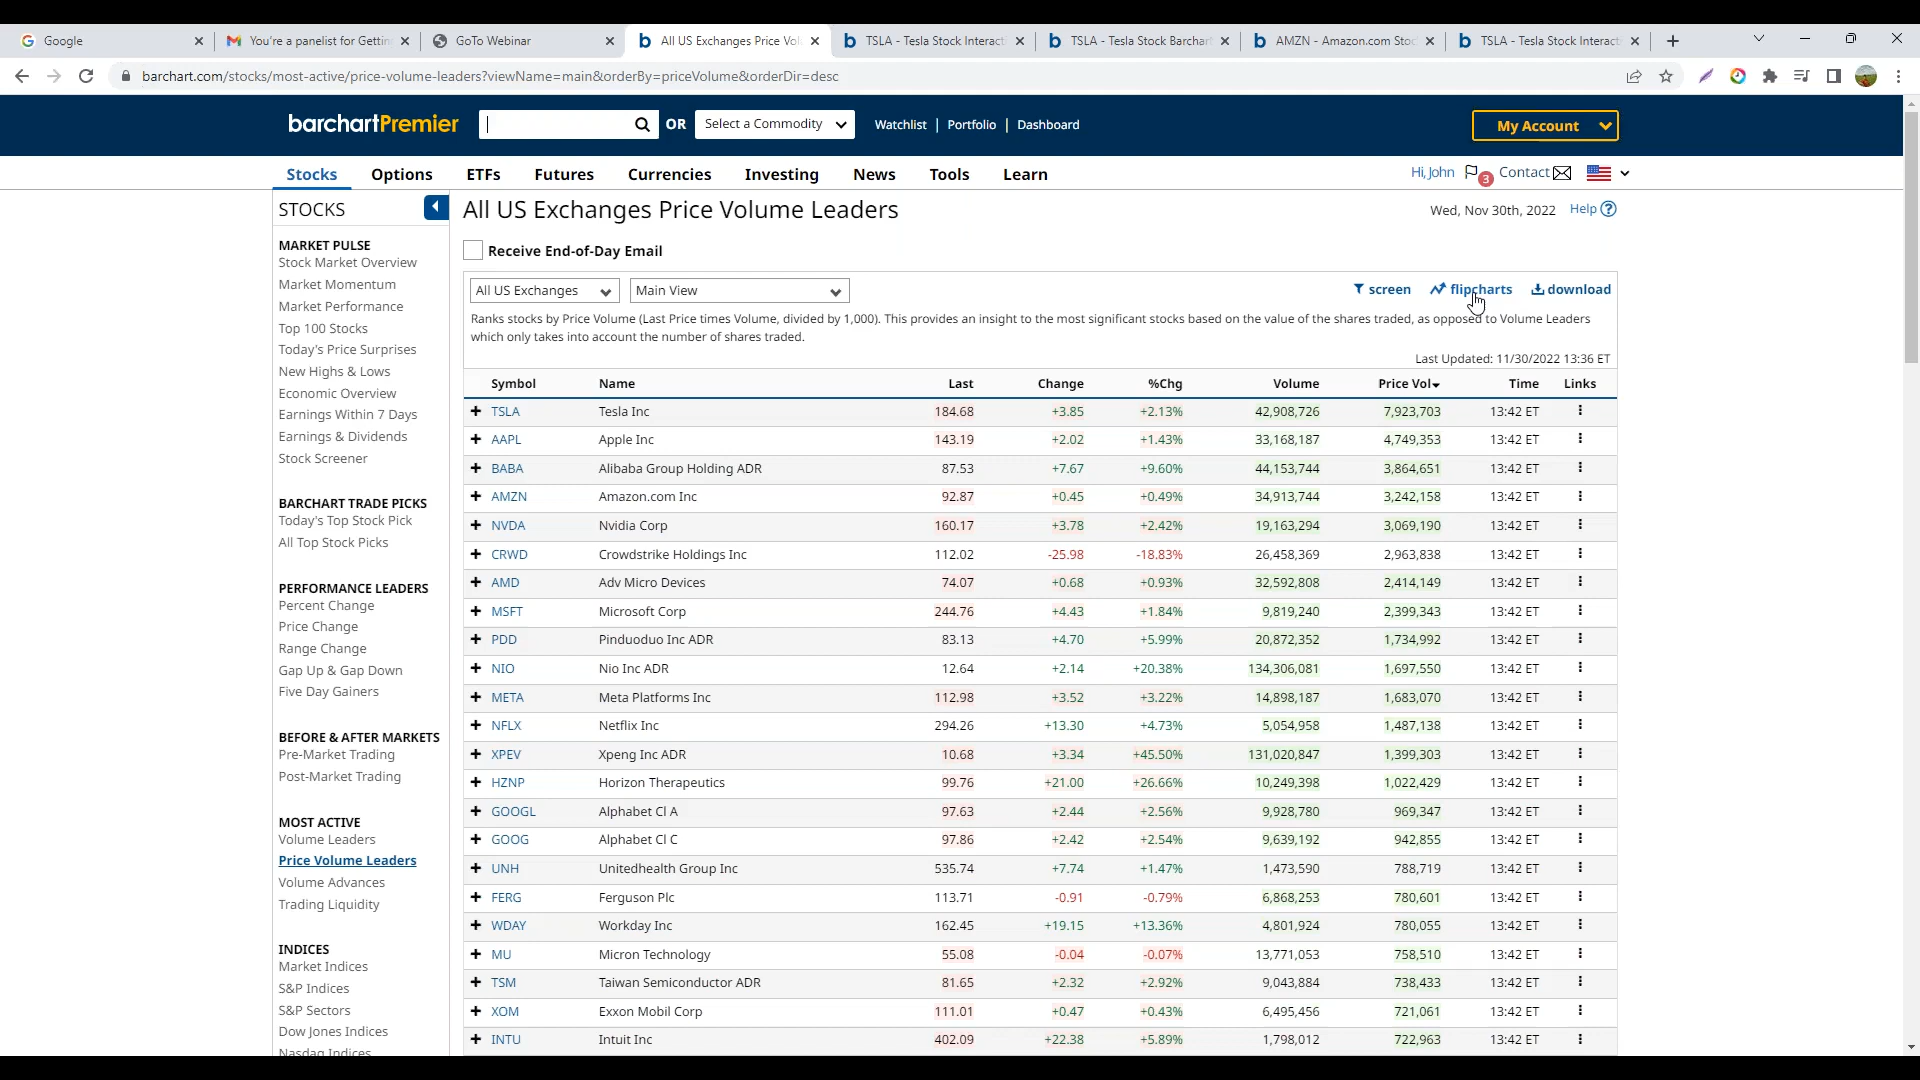 Google
You're a panelist for Gettin
GoTo Webinar
All US Exchanges Price Vol
TSLA - Tesla Stock Interacti
TSLA - Tesla Stock Barchart
AMZN - Amazon.com Stoc
TSLA - Tesla Stock Interacti
barchart.com/stocks/most-active/price-volume-leaders?viewName=main&orderBy=priceVolume&orderDir=desc
barchartPremier OR Select a Commodity Watchlist | Portfolio | Dashboard My Account
Stocks Options ETFs Futures Currencies Investing News Tools Learn Hi, John 3 Contact
STOCKS
MARKET PULSE
Stock Market Overview
Market Momentum
Market Performance
Top 100 Stocks
Today's Price Surprises
New Highs & Lows
Economic Overview
Earnings Within 7 Days
Earnings & Dividends
Stock Screener
BARCHART TRADE PICKS
Today's Top Stock Pick
All Top Stock Picks
PERFORMANCE LEADERS
Percent Change
Price Change
Range Change
Gap Up & Gap Down
Five Day Gainers
BEFORE & AFTER MARKETS
Pre-Market Trading
Post-Market Trading
MOST ACTIVE
Volume Leaders
Price Volume Leaders
Volume Advances
Trading Liquidity
INDICES
Market Indices
S&P Indices
S&P Sectors
Dow Jones Indices
Nasdaq Indices
All US Exchanges Price Volume Leaders Wed, Nov 30th, 2022 Help ?
Receive End-of-Day Email
All US Exchanges Main View screen flipcharts download
Ranks stocks by Price Volume (Last Price times Volume, divided by 1,000). This provides an insight to the most significant stocks based on the value of the shares traded, as opposed to Volume Leaders
which only takes into account the number of shares traded.
Last Updated: 11/30/2022 13:36 ET
Symbol Name Last Change %Chg Volume Price Vol Time Links
+ TSLA Tesla Inc 184.68 +3.85 +2.13% 42,908,726 7,923,703 13:42 ET
+ AAPL Apple Inc 143.19 +2.02 +1.43% 33,168,187 4,749,353 13:42 ET
+ BABA Alibaba Group Holding ADR 87.53 +7.67 +9.60% 44,153,744 3,864,651 13:42 ET
+ AMZN Amazon.com Inc 92.87 +0.45 +0.49% 34,913,744 3,242,158 13:42 ET
+ NVDA Nvidia Corp 160.17 +3.78 +2.42% 19,163,294 3,069,190 13:42 ET
+ CRWD Crowdstrike Holdings Inc 112.02 -25.98 -18.83% 26,458,369 2,963,838 13:42 ET
+ AMD Adv Micro Devices 74.07 +0.68 +0.93% 32,592,808 2,414,149 13:42 ET
+ MSFT Microsoft Corp 244.76 +4.43 +1.84% 9,819,240 2,399,343 13:42 ET
+ PDD Pinduoduo Inc ADR 83.13 +4.70 +5.99% 20,872,352 1,734,992 13:42 ET
+ NIO Nio Inc ADR 12.64 +2.14 +20.38% 134,306,081 1,697,550 13:42 ET
+ META Meta Platforms Inc 112.98 +3.52 +3.22% 14,898,187 1,683,070 13:42 ET
+ NFLX Netflix Inc 294.26 +13.30 +4.73% 5,054,958 1,487,138 13:42 ET
+ XPEV Xpeng Inc ADR 10.68 +3.34 +45.50% 131,020,847 1,399,303 13:42 ET
+ HZNP Horizon Therapeutics 99.76 +21.00 +26.66% 10,249,398 1,022,429 13:42 ET
+ GOOGL Alphabet Cl A 97.63 +2.44 +2.56% 9,928,780 969,347 13:42 ET
+ GOOG Alphabet Cl C 97.86 +2.42 +2.54% 9,639,192 942,855 13:42 ET
+ UNH Unitedhealth Group Inc 535.74 +7.74 +1.47% 1,473,590 788,719 13:42 ET
+ FERG Ferguson Plc 113.71 -0.91 -0.79% 6,868,253 780,601 13:42 ET
+ WDAY Workday Inc 162.45 +19.15 +13.36% 4,801,924 780,055 13:42 ET
+ MU Micron Technology 55.08 -0.04 -0.07% 13,771,053 758,510 13:42 ET
+ TSM Taiwan Semiconductor ADR 81.65 +2.32 +2.92% 9,043,884 738,433 13:42 ET
+ XOM Exxon Mobil Corp 111.01 +0.47 +0.43% 6,495,456 721,061 13:42 ET
+ INTU Intuit Inc 402.09 +22.38 +5.89% 1,798,012 722,963 13:42 ET